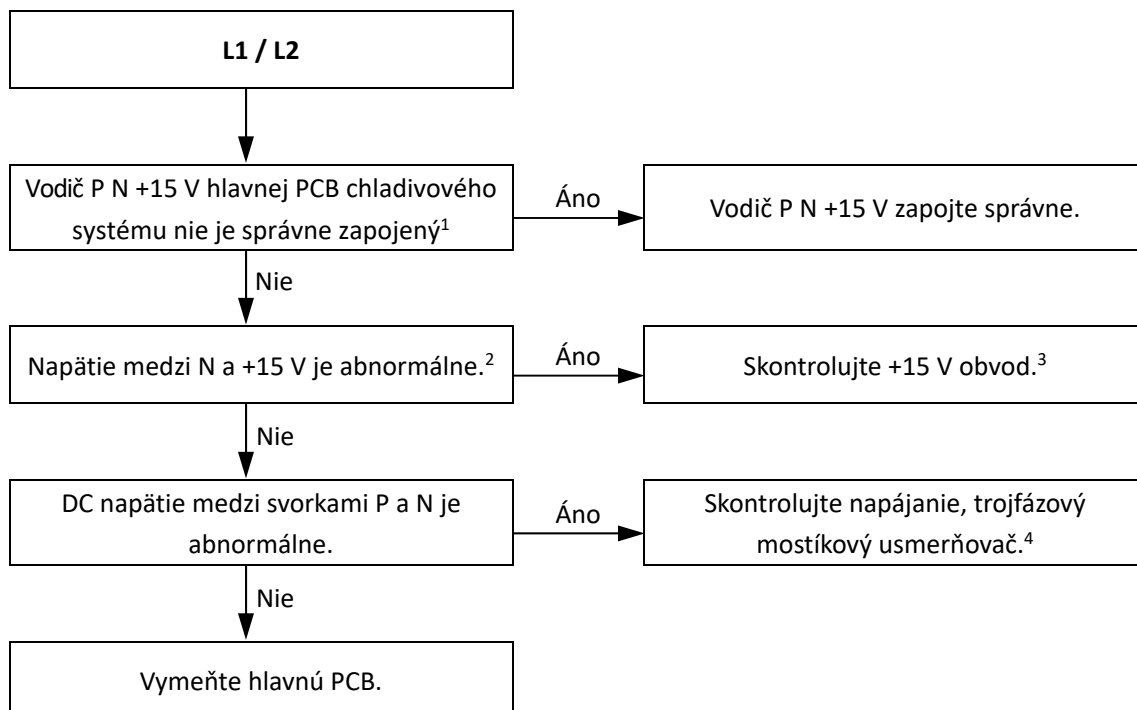 L1 / L2
Vodič P N +15 V hlavnej PCB chladivového
systému nie je správne zapojený¹
Áno
Vodič P N +15 V zapojte správne.
Nie
Napätie medzi N a +15 V je abnormálne.²
Áno
Skontrolujte +15 V obvod.³
Nie
DC napätie medzi svorkami P a N je
abnormálne.
Áno
Skontrolujte napájanie, trojfázový
mostíkový usmerňovač.⁴
Nie
Vymeňte hlavnú PCB.